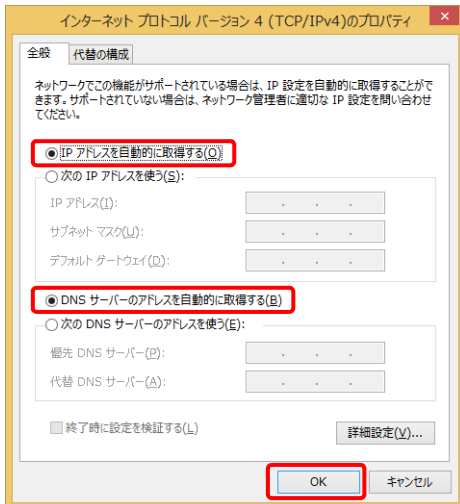 インターネット プロトコル バージョン 4 (TCP/IPv4)のプロパティ
全般 代替の構成
ネットワークでこの機能がサポートされている場合は、IP 設定を自動的に取得することがで
きます。サポートされていない場合は、ネットワーク管理者に適切な IP 設定を問い合わせ
てください。
IP アドレスを自動的に取得する(O)
次の IP アドレスを使う(S):
IP アドレス(I):
サブネット マスク(U):
デフォルト ゲートウェイ(D):
DNS サーバーのアドレスを自動的に取得する(B)
次の DNS サーバーのアドレスを使う(E):
優先 DNS サーバー(P):
代替 DNS サーバー(A):
終了時に設定を検証する(L)
詳細設定(V)...
OK キャンセル